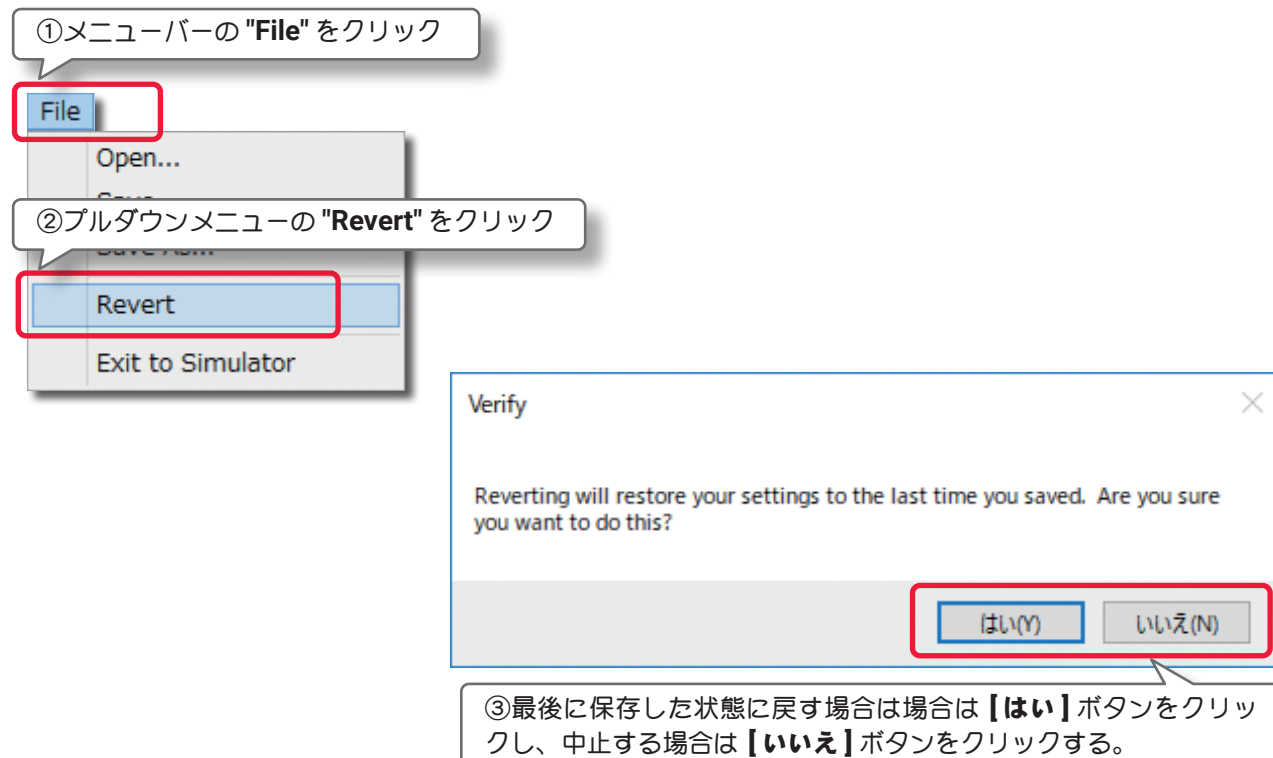 ①メニューバーの "File" をクリック
File
Open...
②プルダウンメニューの "Revert" をクリック
Revert
Exit to Simulator
Verify
Reverting will restore your settings to the last time you saved. Are you sure
you want to do this?
はい(Y) いいえ(N)
③最後に保存した状態に戻す場合は場合は [はい] ボタンをクリッ
クし、中止する場合は [いいえ] ボタンをクリックする。